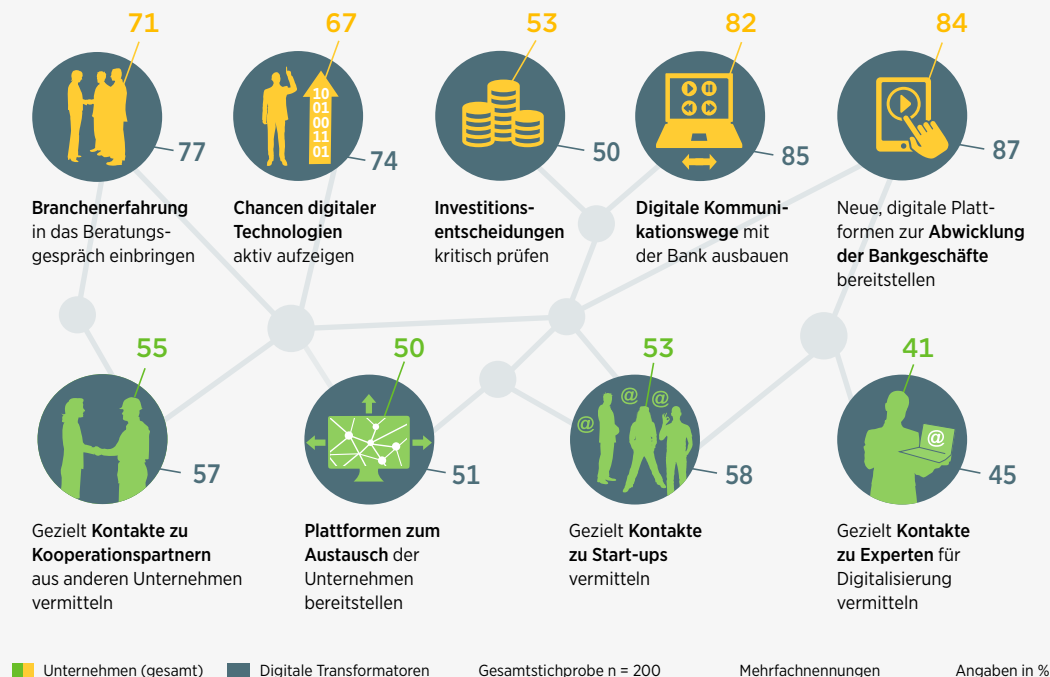 71
67
53
82
84
10
01
00
11
01
77
74
50
85
87
Branchenerfahrung
in das Beratungs-
gespräch einbringen
Chancen digitaler
Technologien
aktiv aufzeigen
Investitions-
entscheidungen
kritisch prüfen
Digitale Kommuni-
kationswege mit
der Bank ausbauen
Neue, digitale Platt-
formen zur Abwicklung
der Bankgeschäfte
bereitstellen
55
50
53
41
@
@
@
@
57
51
58
45
Gezielt Kontakte zu
Kooperationspartnern
aus anderen Unternehmen
vermitteln
Plattformen zum
Austausch der
Unternehmen
bereitstellen
Gezielt Kontakte
zu Start-ups
vermitteln
Gezielt Kontakte
zu Experten für
Digitalisierung
vermitteln
Unternehmen (gesamt) Digitale Transformatoren Gesamtstichprobe n = 200 Mehrfachnennungen Angaben in %